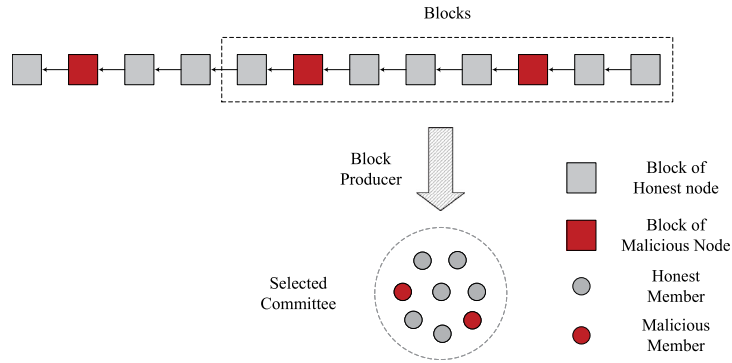 Blocks
Block
Producer
Selected
Committee
Block of
Honest node
Block of
Malicious Node
Honest
Member
Malicious
Member